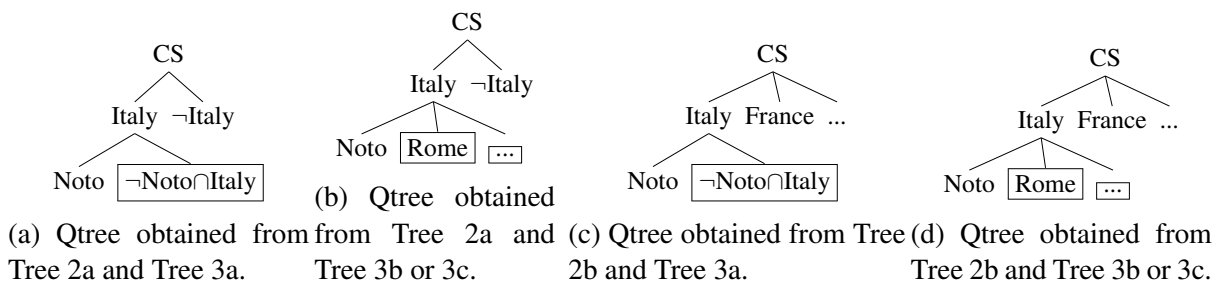 CS
Italy ¬Italy
Noto ¬Noto∩Italy
(a) Qtree obtained from
Tree 2a and Tree 3a.
CS
Italy ¬Italy
Noto Rome ...
(b) Qtree obtained
from Tree 2a and
Tree 3b or 3c.
CS
Italy France ...
Noto ¬Noto∩Italy
(c) Qtree obtained from Tree
2b and Tree 3a.
CS
Italy France ...
Noto Rome ...
(d) Qtree obtained from
Tree 2b and Tree 3b or 3c.